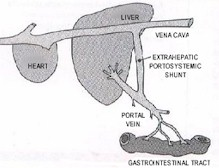 LIVER
VENA CAVA
EXTRAHEPATIC
PORTOSYSTEMIC
SHUNT
HEART
PORTAL
VEIN
GASTROINTESTINAL TRACT